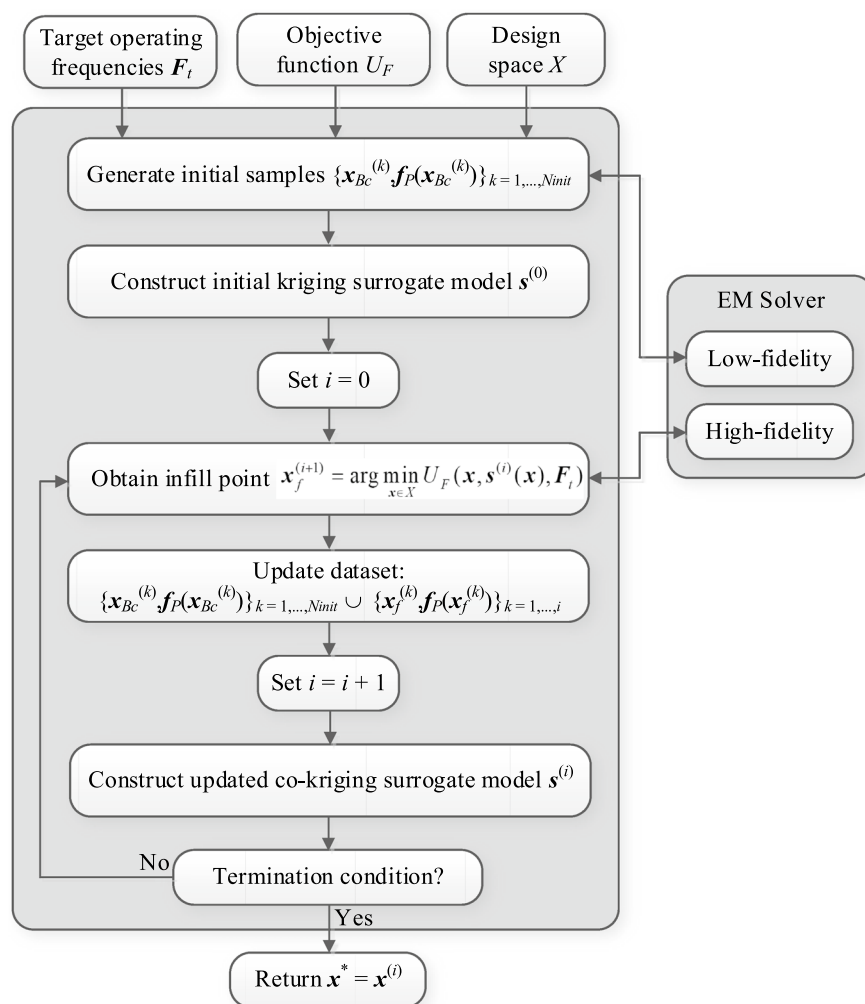 Target operating
frequencies F_t
Objective
function U_F
Design
space X
Generate initial samples {x_Bc^(k),f_P(x_Bc^(k))}_k = 1,...,Ninit
Construct initial kriging surrogate model s^(0)
EM Solver
Low-fidelity
Set i = 0
High-fidelity
Obtain infill point x_f^(i+1) = arg min_x∈X U_F(x, s^(i)(x), F_t)
Update dataset:
{x_Bc^(k),f_P(x_Bc^(k))}_k = 1,...,Ninit ∪ {x_f^(k),f_P(x_f^(k))}_k = 1,...,i
Set i = i + 1
Construct updated co-kriging surrogate model s^(i)
No
Termination condition?
Yes
Return x^* = x^(i)